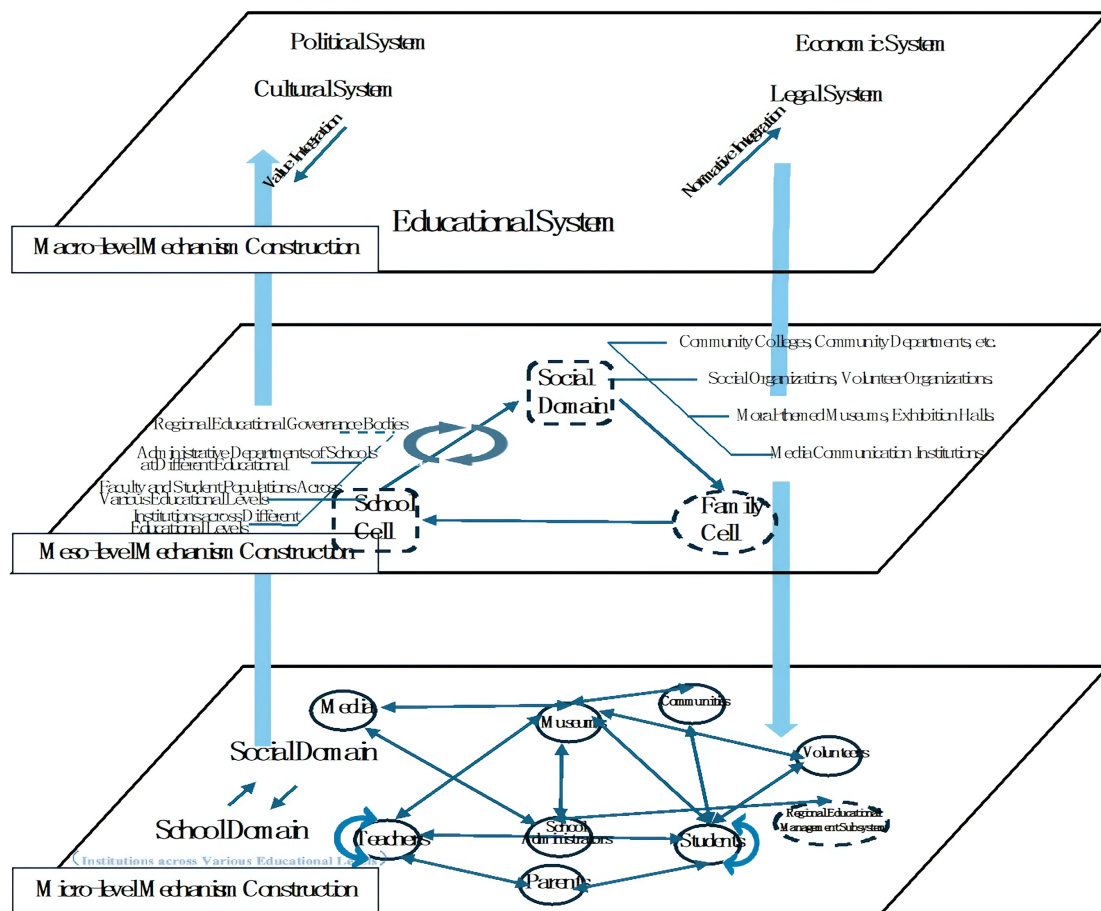 Political System
Economic System
Cultural System
Legal System
Value Integration
Normative Integration
Educational System
Macro-level Mechanism Construction
Community Colleges, Community Departments, etc.
Social
Domain
Social Organizations, Volunteer Organizations.
Moral-themed Museums, Exhibition Halls.
Media Communication Institutions.
Regional Educational Governance Bodies
Administrative Departments of Schools
at Different Educational
Faculty and Student Populations Across
Various Educational Levels
Institutions across Different
Educational Levels
School
Cell
Family
Cell
Meso-level Mechanism Construction
Media
Museums
Communities
Social Domain
Volunteers
School Domain
(Institutions across Various Educational Levels)
Teachers
School
Administrators
Students
Regional Educational
Management Subsystem
Parents
Micro-level Mechanism Construction